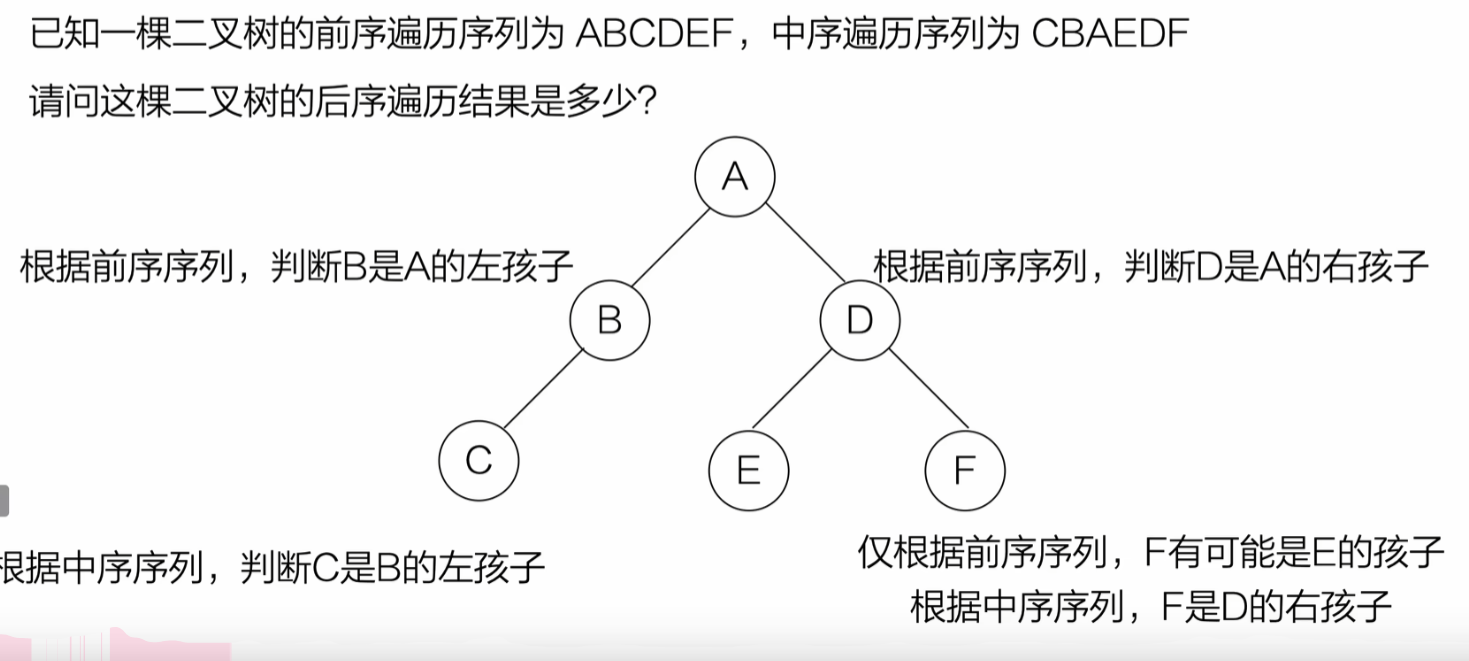 已知一棵二叉树的前序遍历序列为 ABCDEF，中序遍历序列为 CBAEDF
请问这棵二叉树的后序遍历结果是多少？
A
根据前序序列，判断B是A的左孩子
根据前序序列，判断D是A的右孩子
B
D
C
E
F
根据中序序列，判断C是B的左孩子
仅根据前序序列，F有可能是E的孩子
根据中序序列，F是D的右孩子